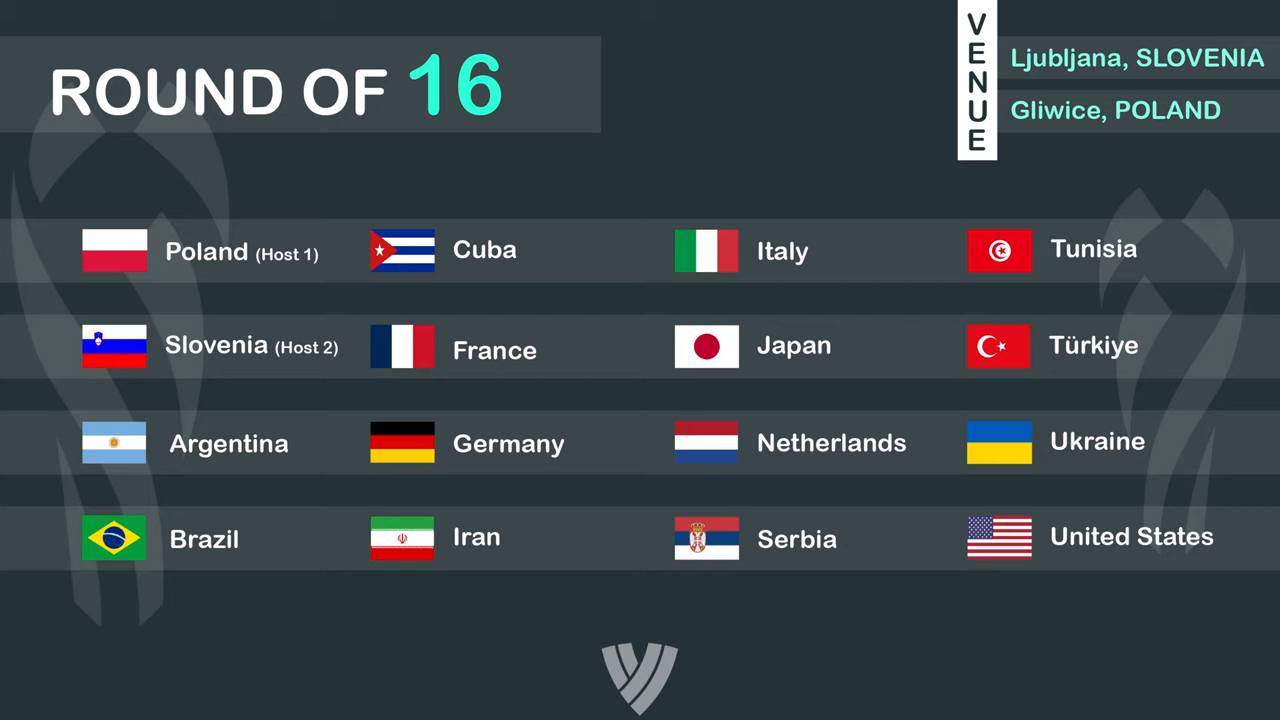 ROUND OF 16
VENUE
Ljubljana, SLOVENIA
Gliwice, POLAND
Poland (Host 1)
Cuba
Italy
Tunisia
Slovenia (Host 2)
France
Japan
Türkiye
Argentina
Germany
Netherlands
Ukraine
Brazil
Iran
Serbia
United States